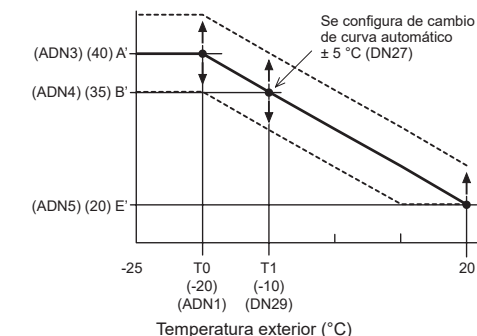 Se configura de cambio
de curva automático
± 5 °C (DN27)
(ADN3) (40) A'
(ADN4) (35) B'
(ADN5) (20) E'
-25 T0 T1 20
(-20) (-10)
(ADN1) (DN29)
Temperatura exterior (°C)